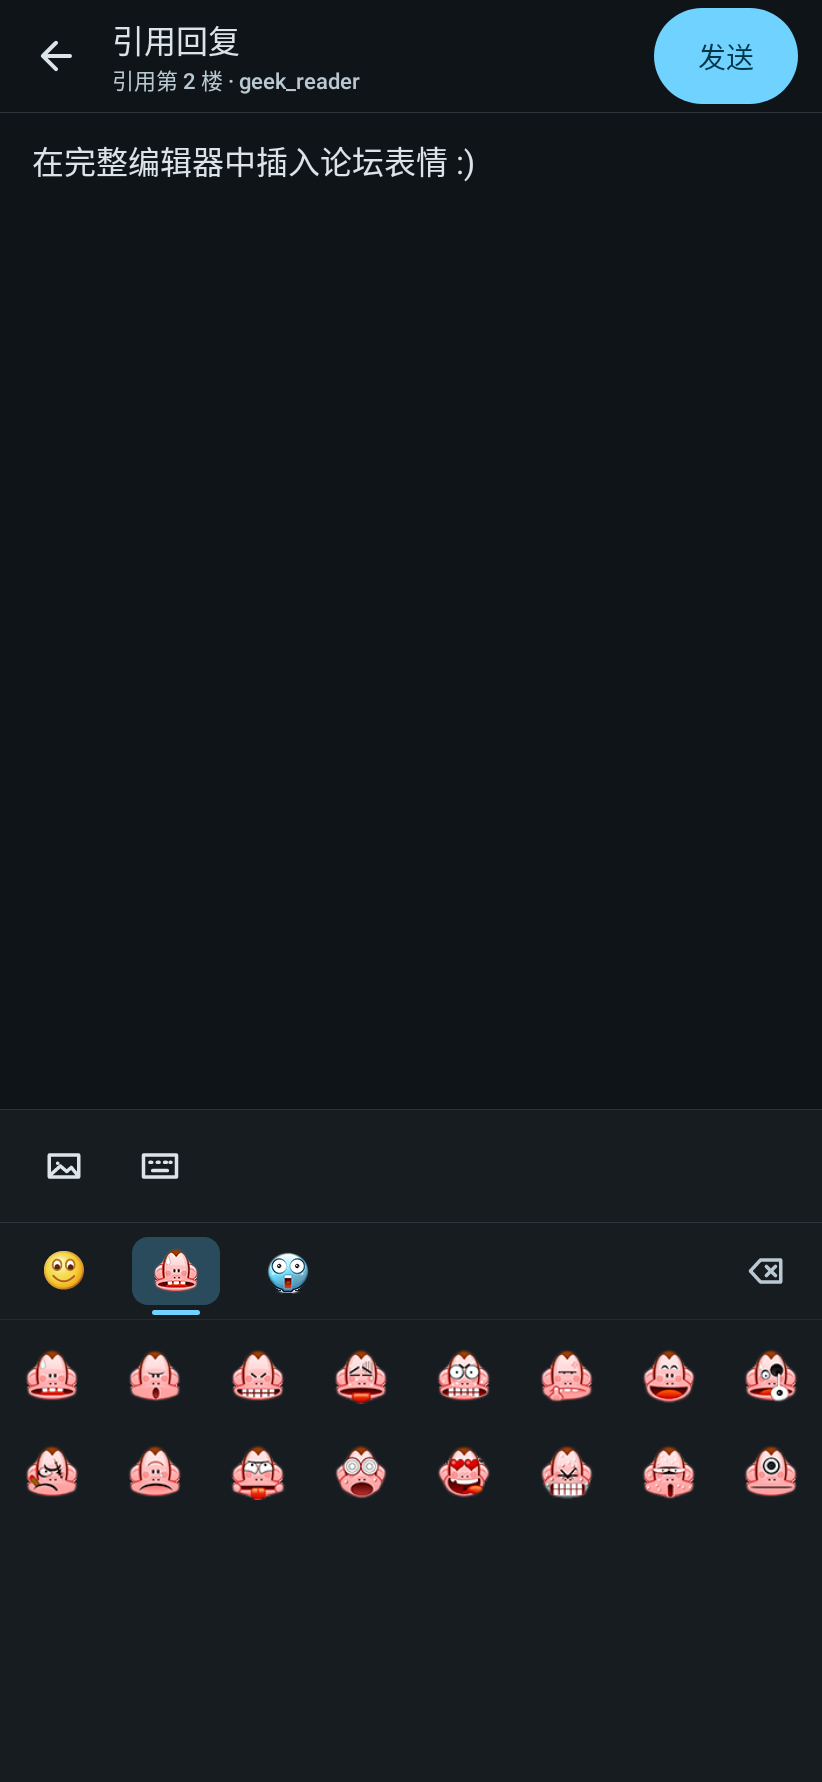 引用回复
引用第 2 楼 · geek_reader
发送
在完整编辑器中插入论坛表情 :)